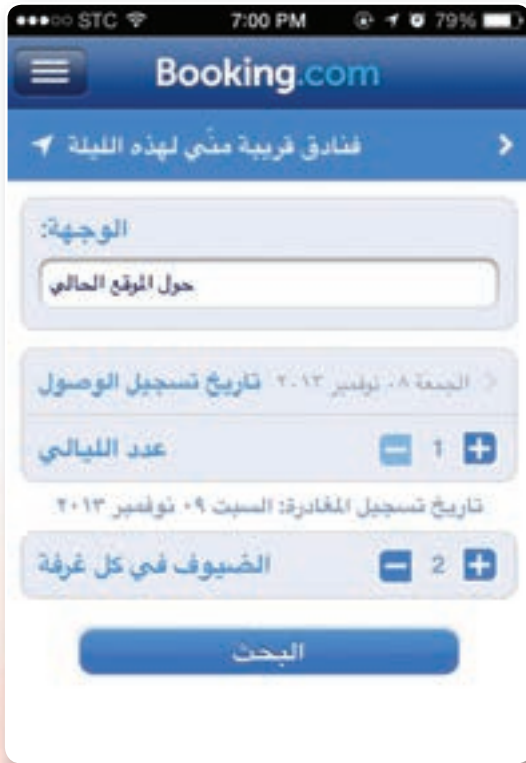 STC 7:00 PM 79%
Booking.com
فنادق قريبة منّي لهذه الليلة
الوجهة:
حول الموقع الحالي
تاريخ تسجيل الوصول الجمعة ٠٨ نوفمبر ٢٠١٣
عدد الليالي 1
تاريخ تسجيل المغادرة: السبت ٠٩ نوفمبر ٢٠١٣
الضيوف في كل غرفة 2
البحث